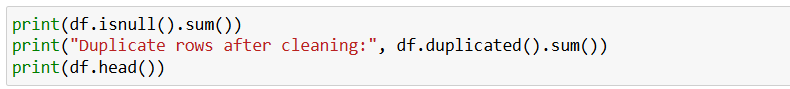 print(df.isnull().sum())
print("Duplicate rows after cleaning:", df.duplicated().sum())
print(df.head())